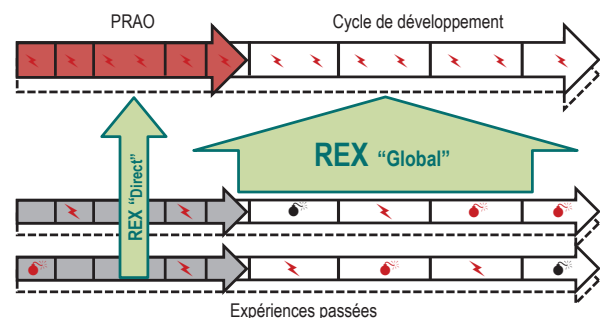 PRAO
Cycle de développement
REX "Global"
REX "Direct"
Expériences passées